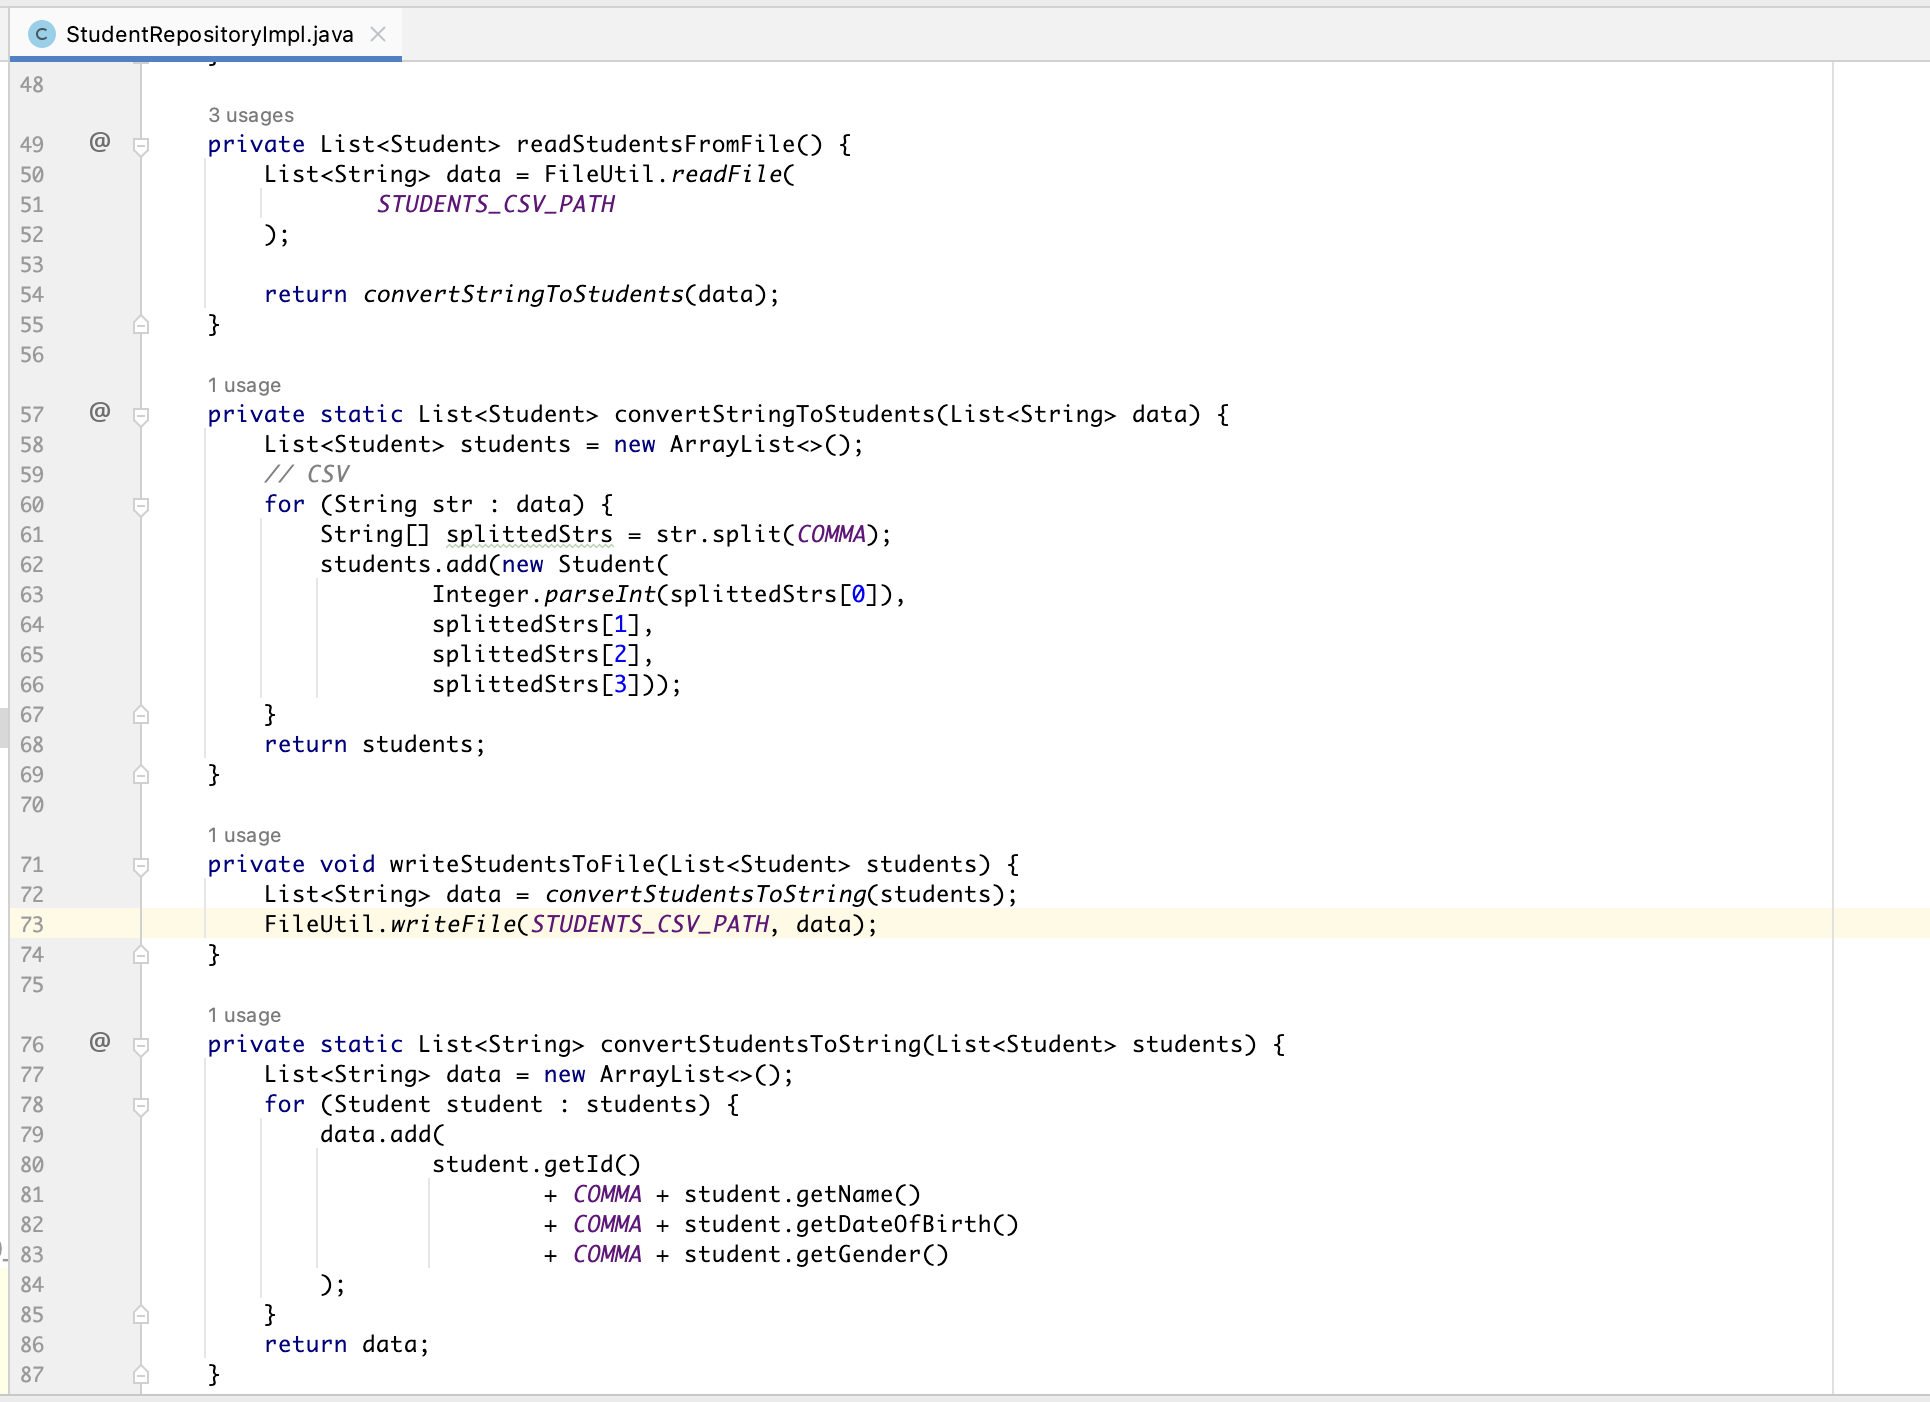 StudentRepositoryImpl.java
48
3 usages
49 @ private List<Student> readStudentsFromFile() {
50 List<String> data = FileUtil.readFile(
51 STUDENTS_CSV_PATH
52 );
53
54 return convertStringToStudents(data);
55 }
56
1 usage
57 @ private static List<Student> convertStringToStudents(List<String> data) {
58 List<Student> students = new ArrayList<>();
59 // CSV
60 for (String str : data) {
61 String[] splittedStrs = str.split(COMMA);
62 students.add(new Student(
63 Integer.parseInt(splittedStrs[0]),
64 splittedStrs[1],
65 splittedStrs[2],
66 splittedStrs[3]));
67 }
68 return students;
69 }
70
1 usage
71 private void writeStudentsToFile(List<Student> students) {
72 List<String> data = convertStudentsToString(students);
73 FileUtil.writeFile(STUDENTS_CSV_PATH, data);
74 }
75
1 usage
76 @ private static List<String> convertStudentsToString(List<Student> students) {
77 List<String> data = new ArrayList<>();
78 for (Student student : students) {
79 data.add(
80 student.getId()
81 + COMMA + student.getName()
82 + COMMA + student.getDateOfBirth()
83 + COMMA + student.getGender()
84 );
85 }
86 return data;
87 }